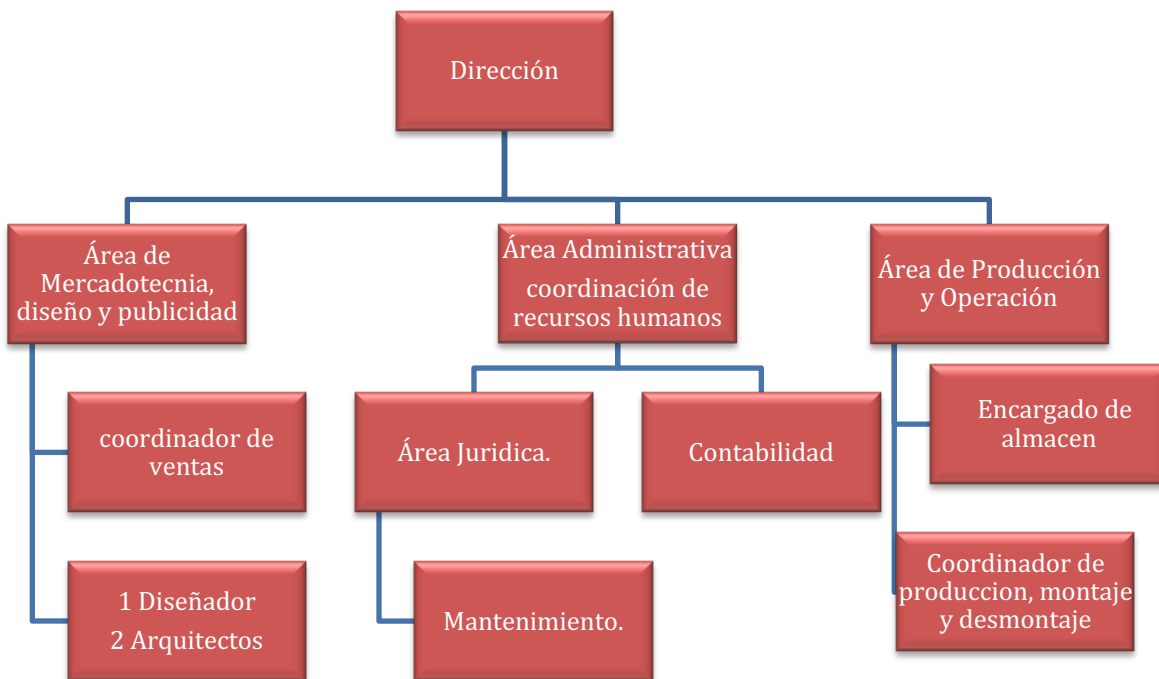 Dirección
Área de
Mercadotecnia,
diseño y publicidad
Área Administrativa
coordinación de
recursos humanos
Área de Producción
y Operación
coordinador de
ventas
Área Juridica.
Contabilidad
Encargado de
almacen
1 Diseñador
2 Arquitectos
Mantenimiento.
Coordinador de
produccion, montaje
y desmontaje